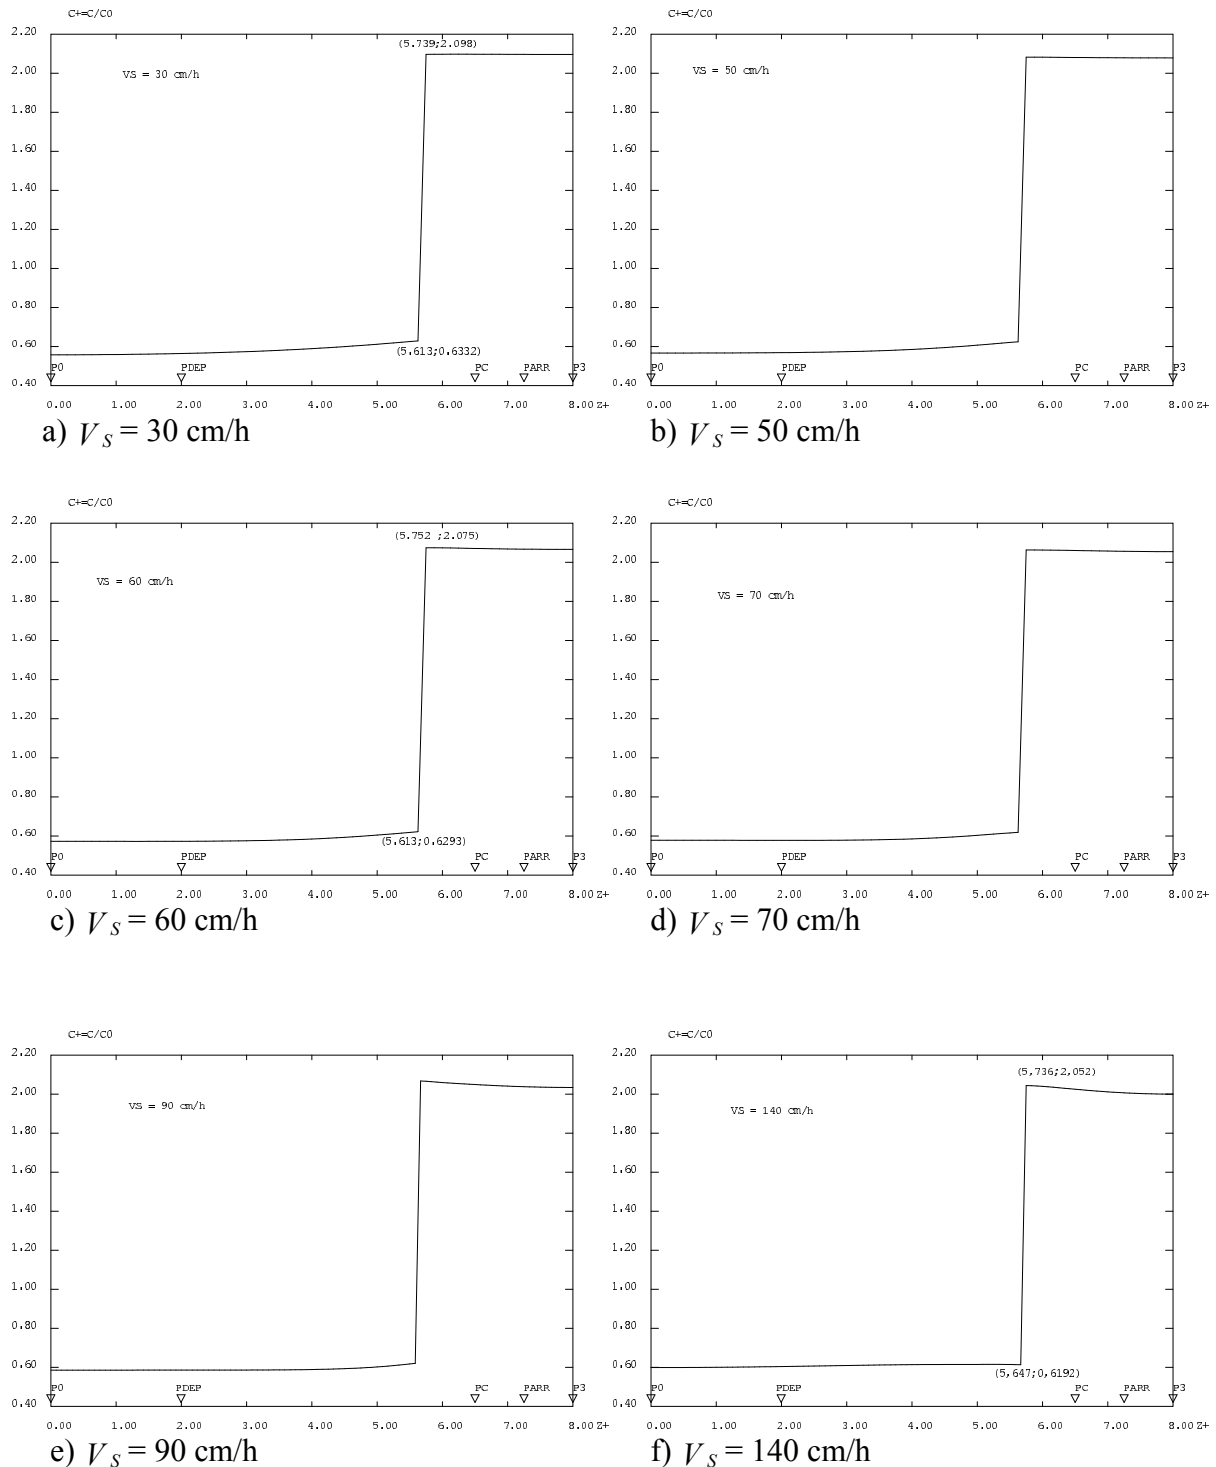 C+=C/C0
2.20
2.00
1.80
1.60
1.40
1.20
1.00
0.80
0.60
0.40
(5.739;2.098)
VS = 30 cm/h
(5.613;0.6332)
P0 PDEP PC PARR P3
0.00 1.00 2.00 3.00 4.00 5.00 6.00 7.00 8.00 Z+
a) V_S = 30 cm/h
C+=C/C0
2.20
2.00
1.80
1.60
1.40
1.20
1.00
0.80
0.60
0.40
VS = 50 cm/h
P0 PDEP PC PARR P3
0.00 1.00 2.00 3.00 4.00 5.00 6.00 7.00 8.00 Z+
b) V_S = 50 cm/h
C+=C/C0
2.20
2.00
1.80
1.60
1.40
1.20
1.00
0.80
0.60
0.40
(5.752 ;2.075)
VS = 60 cm/h
(5.613;0.6293)
P0 PDEP PC PARR P3
0.00 1.00 2.00 3.00 4.00 5.00 6.00 7.00 8.00 Z+
c) V_S = 60 cm/h
C+=C/C0
2.20
2.00
1.80
1.60
1.40
1.20
1.00
0.80
0.60
0.40
VS = 70 cm/h
P0 PDEP PC PARR P3
0.00 1.00 2.00 3.00 4.00 5.00 6.00 7.00 8.00 Z+
d) V_S = 70 cm/h
C+=C/C0
2.20
2.00
1.80
1.60
1.40
1.20
1.00
0.80
0.60
0.40
VS = 90 cm/h
P0 PDEP PC PARR P3
0.00 1.00 2.00 3.00 4.00 5.00 6.00 7.00 8.00 Z+
e) V_S = 90 cm/h
C+=C/C0
2.20
2.00
1.80
1.60
1.40
1.20
1.00
0.80
0.60
0.40
(5,736;2,052)
VS = 140 cm/h
(5,647;0,6192)
P0 PDEP PC PARR P3
0.00 1.00 2.00 3.00 4.00 5.00 6.00 7.00 8.00 Z+
f) V_S = 140 cm/h